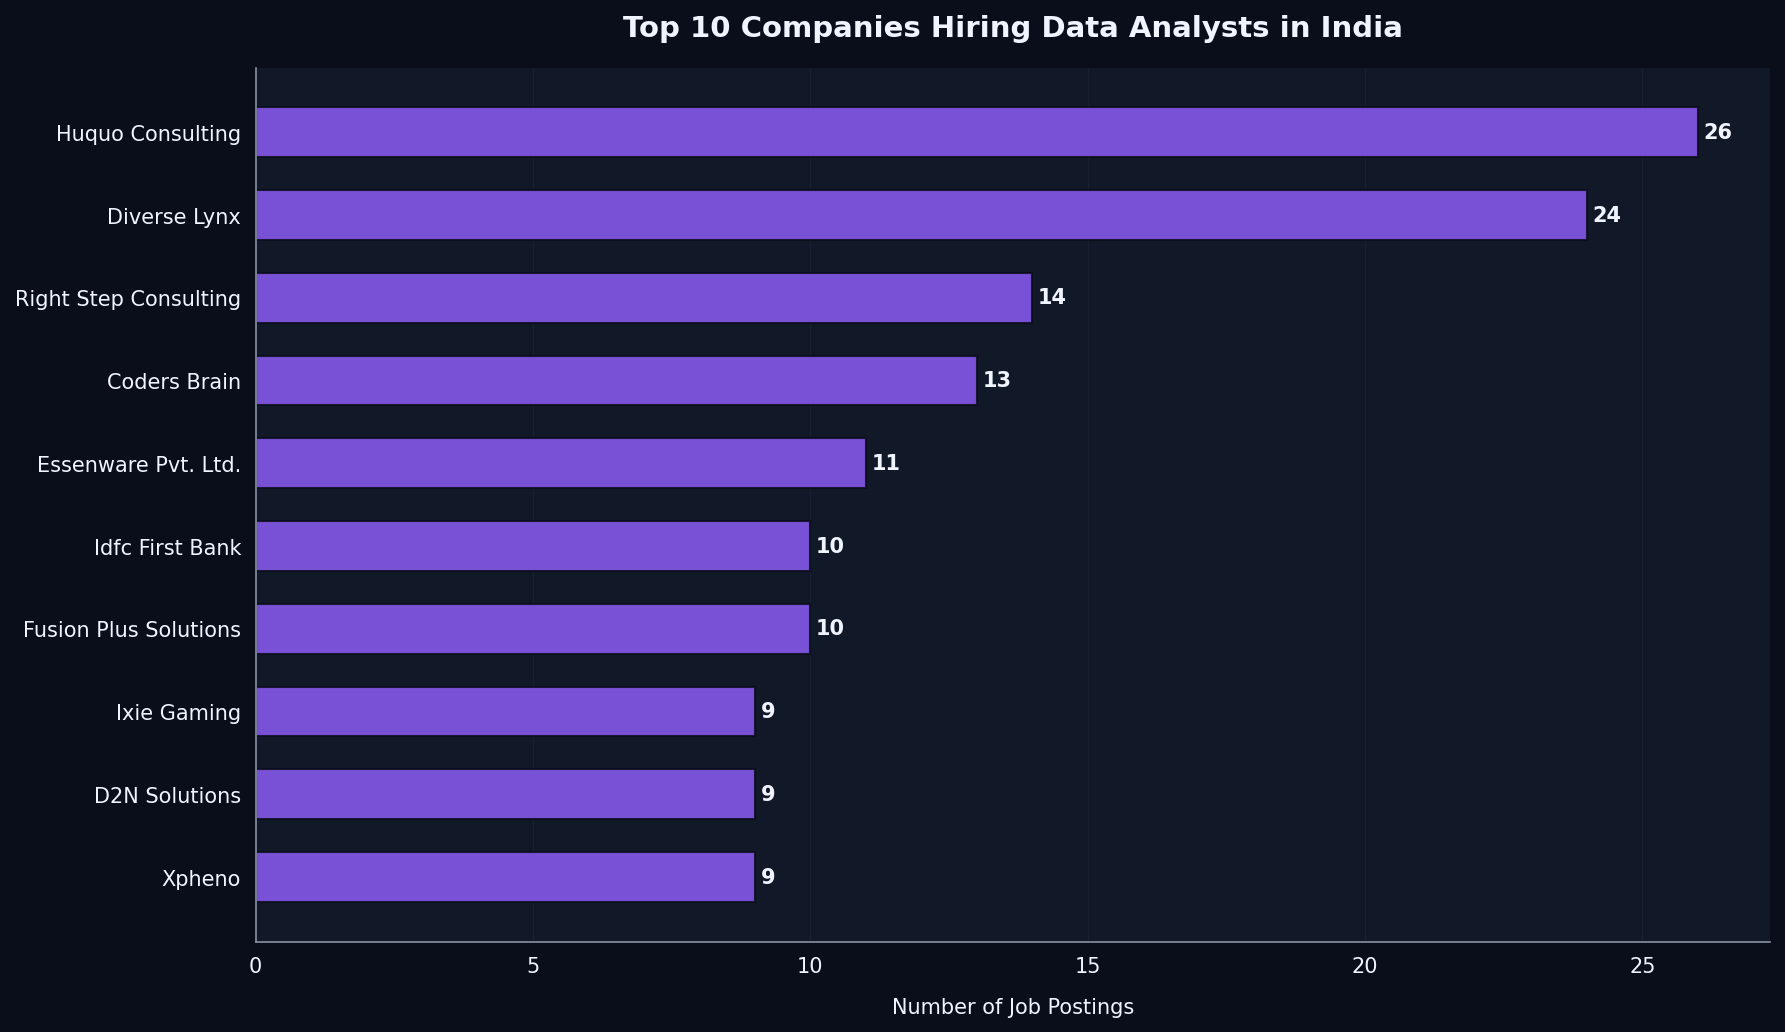 Top 10 Companies Hiring Data Analysts in India
Huquo Consulting 26
Diverse Lynx 24
Right Step Consulting 14
Coders Brain 13
Essenware Pvt. Ltd. 11
Idfc First Bank 10
Fusion Plus Solutions 10
Ixie Gaming 9
D2N Solutions 9
Xpheno 9
0 5 10 15 20 25
Number of Job Postings